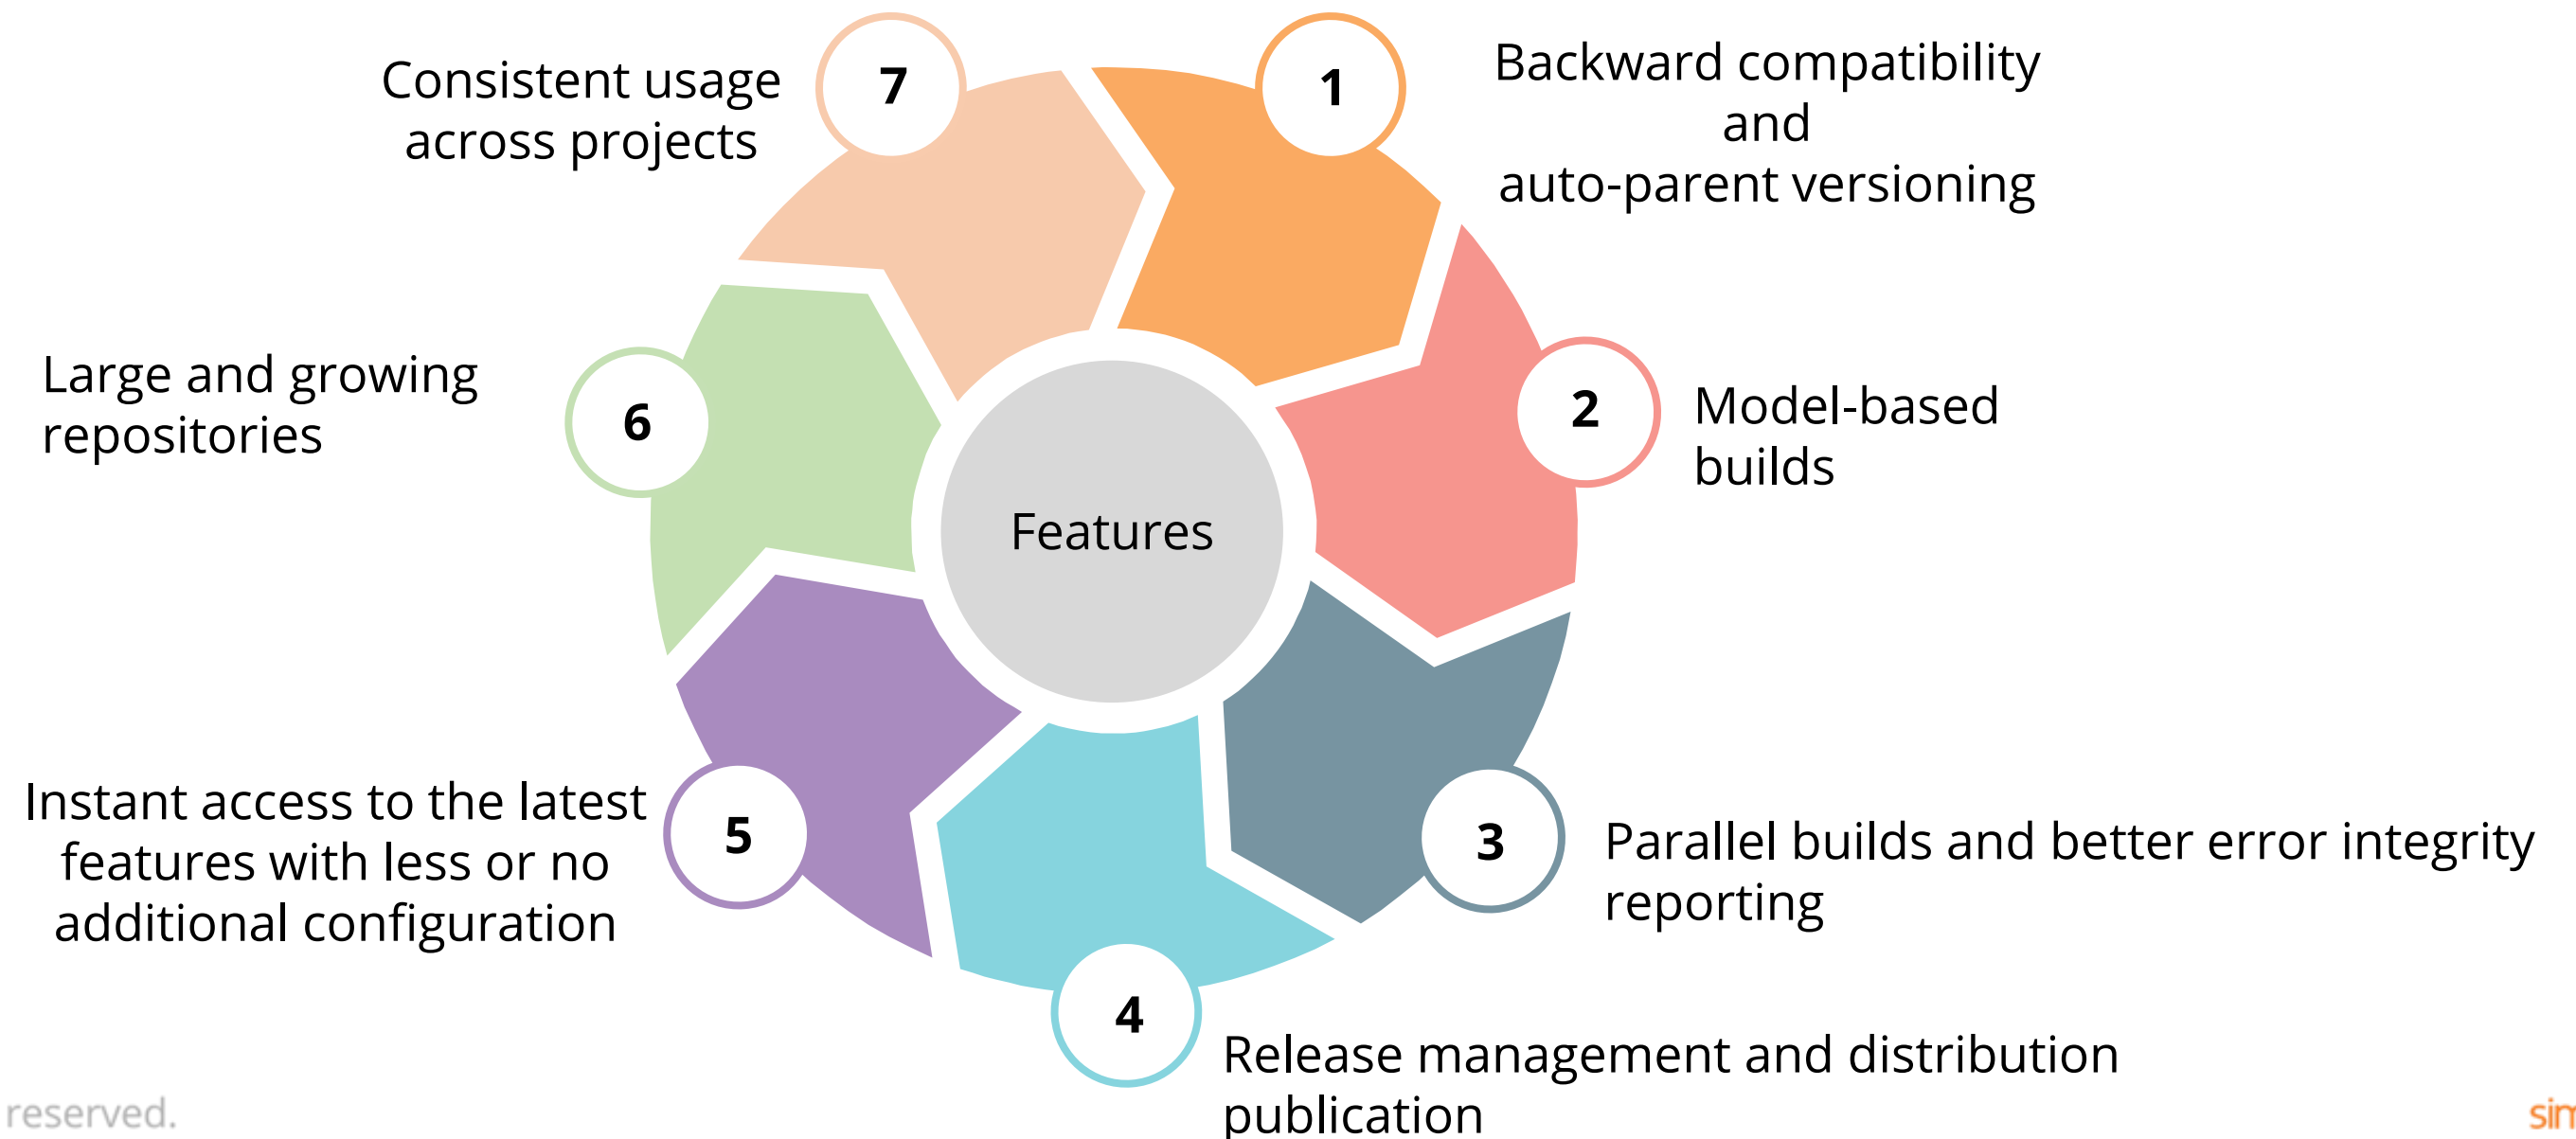 1
Backward compatibility
and
auto-parent versioning
2
Model-based
builds
3
Parallel builds and better error integrity
reporting
4
Release management and distribution
publication
5
Instant access to the latest
features with less or no
additional configuration
6
Large and growing
repositories
7
Consistent usage
across projects
Features
reserved.